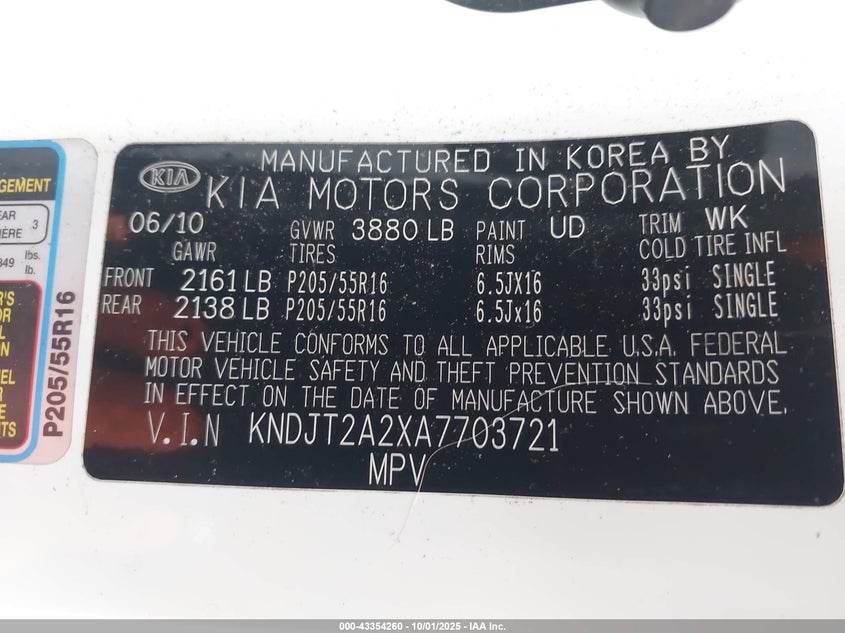 MANUFACTURED IN KOREA BY
KIA KIA MOTORS CORPORATION
06/10 GVWR 3880 LB PAINT UD TRIM WK
GAWR TIRES RIMS COLD TIRE INFL
FRONT 2161 LB P205/55R16 6.5JX16 33psi SINGLE
REAR 2138 LB P205/55R16 6.5Jx16 33psi SINGLE
THIS VEHICLE CONFORMS TO ALL APPLICABLE U.S.A. FEDERAL
MOTOR VEHICLE SAFETY AND THEFT PREVENTION STANDARDS
IN EFFECT ON THE DATE OF MANUFACTURE SHOWN ABOVE.
V.I.N KNDJT2A2XA7703721
MPV
3
lbs.
lb.
P205/55R16
000-43354260 - 10/01/2025 - IAA Inc.